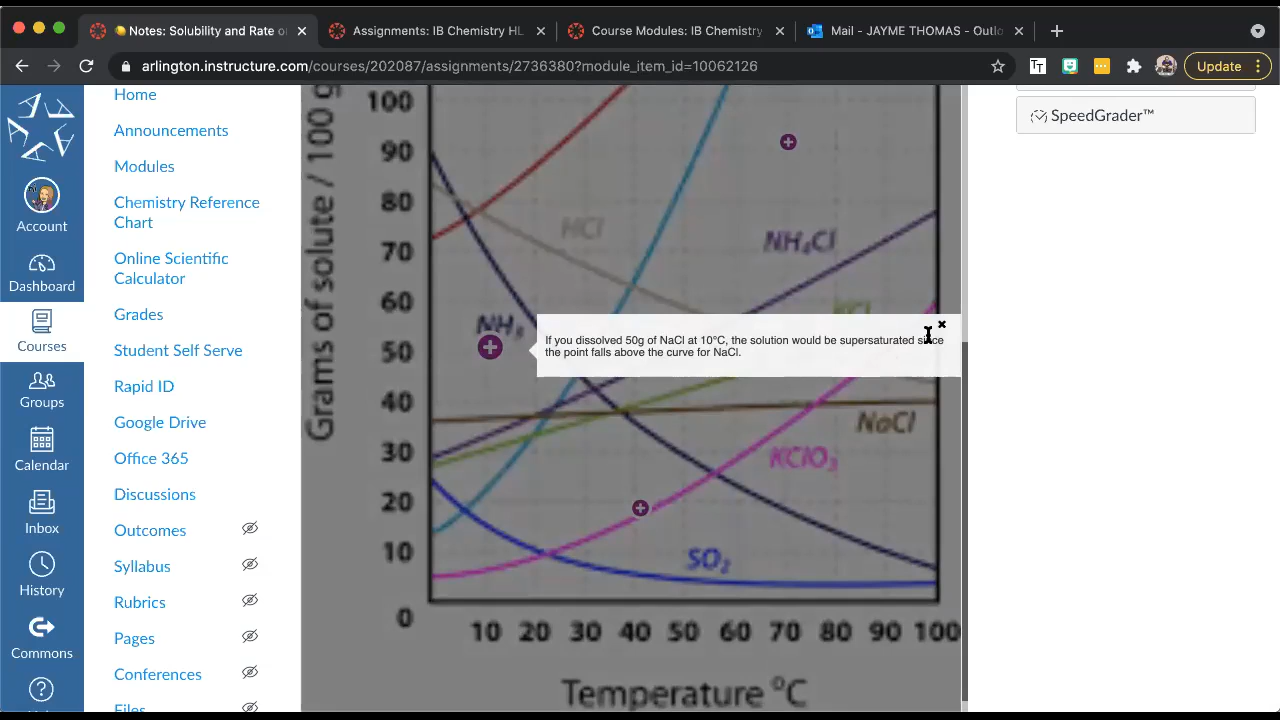 Notes: Solubility and Rate o
Assignments: IB Chemistry HL
Course Modules: IB Chemistry
Mail - JAYME THOMAS - Outlo
arlington.instructure.com/courses/202087/assignments/2736380?module_item_id=10062126
Tt
Update
Account
Dashboard
Courses
Groups
Calendar
Inbox
History
Commons
Home
Announcements
Modules
Chemistry Reference
Chart
Online Scientific
Calculator
Grades
Student Self Serve
Rapid ID
Google Drive
Office 365
Discussions
Outcomes
Syllabus
Rubrics
Pages
Conferences
Files
Grams of solute / 100 g
100
90
80
70
60
50
40
30
20
10
0
HCl
NH₄Cl
KCl
NH₃
If you dissolved 50g of NaCl at 10°C, the solution would be supersaturated since
the point falls above the curve for NaCl.
NaCl
KClO₃
SO₂
10 20 30 40 50 60 70 80 90 100
Temperature °C
SpeedGrader™